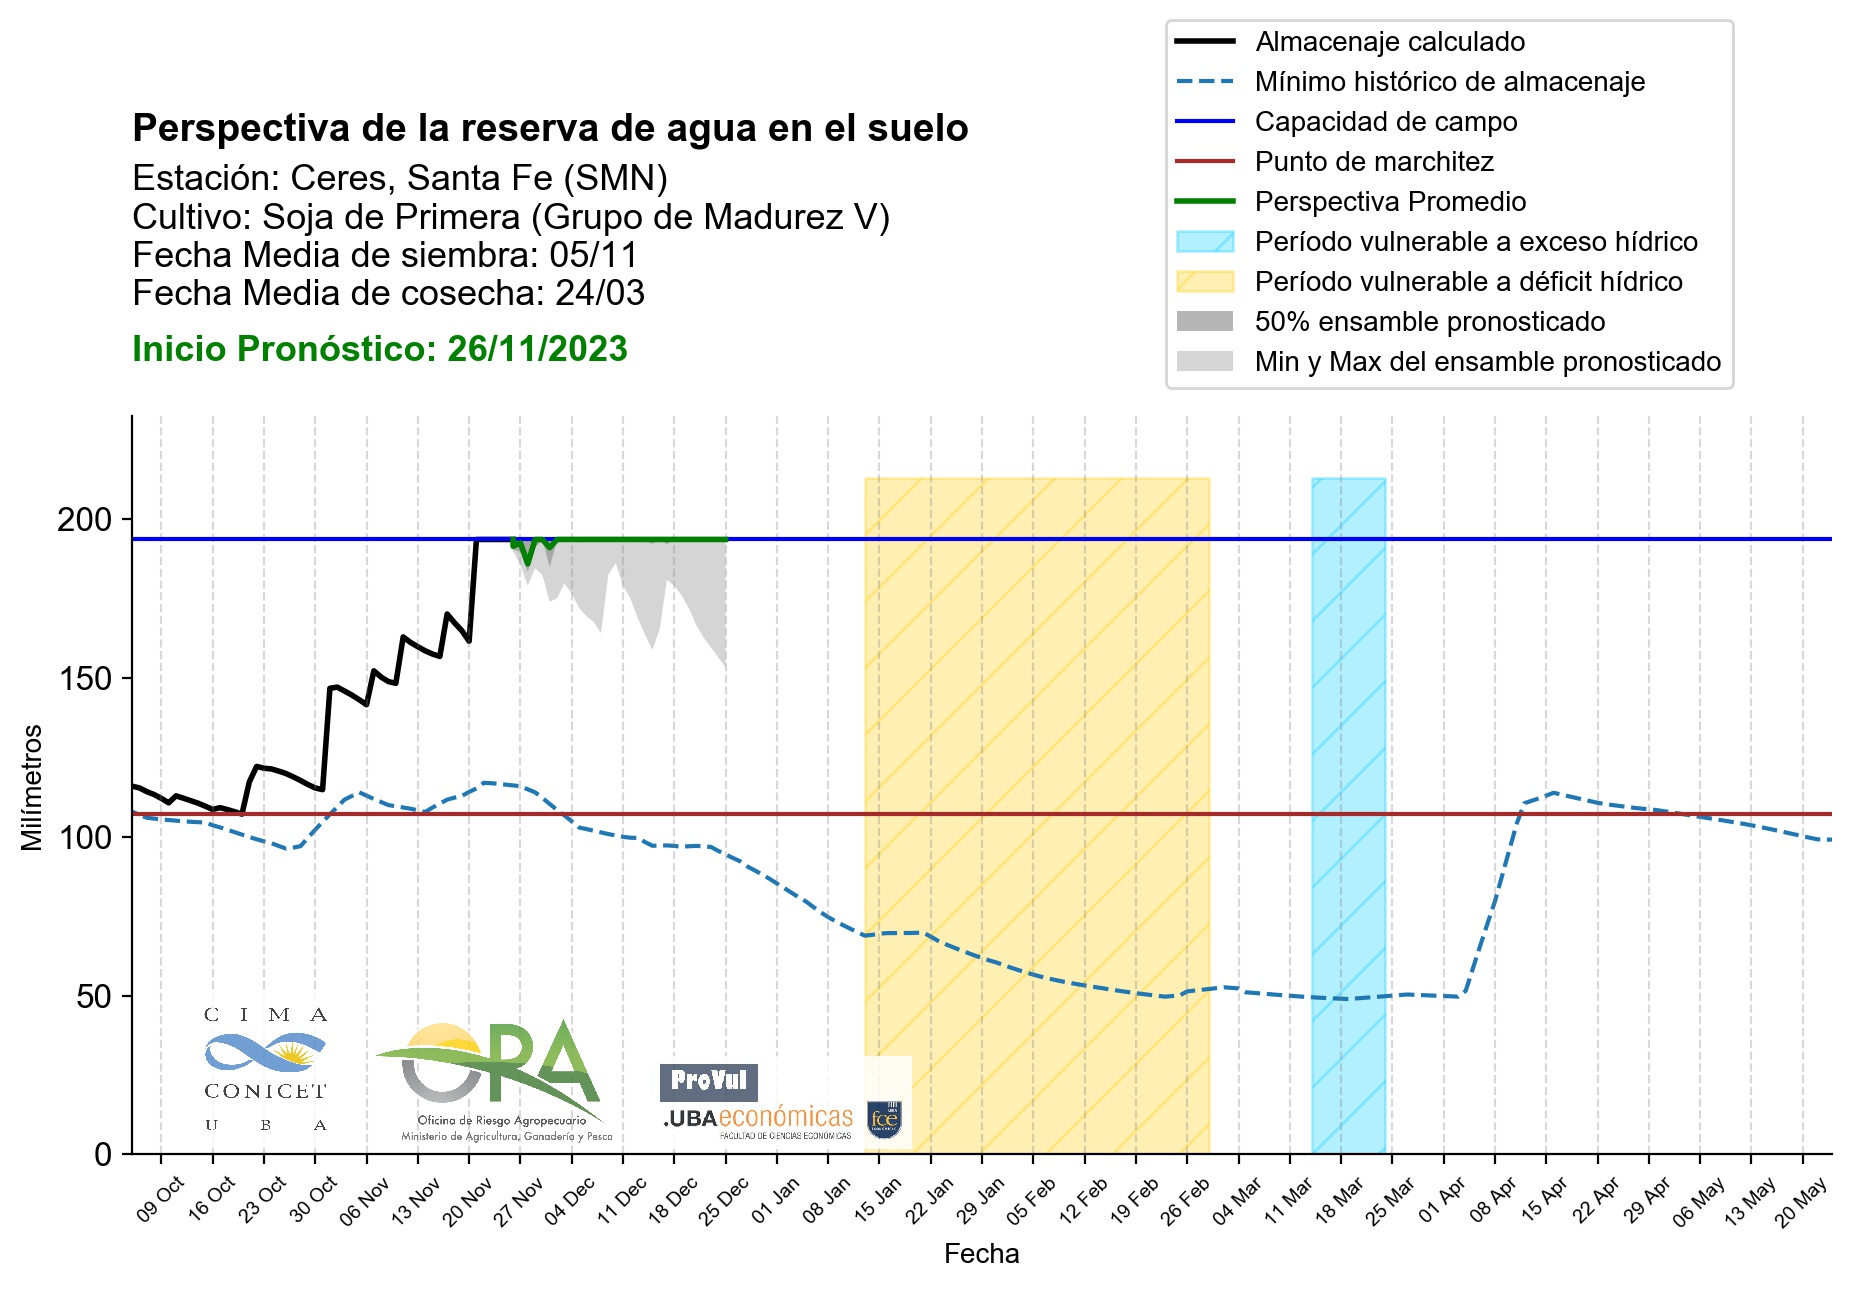 Almacenaje calculado
Mínimo histórico de almacenaje
Capacidad de campo
Punto de marchitez
Perspectiva Promedio
Período vulnerable a exceso hídrico
Período vulnerable a déficit hídrico
50% ensamble pronosticado
Min y Max del ensamble pronosticado
Perspectiva de la reserva de agua en el suelo
Estación: Ceres, Santa Fe (SMN)
Cultivo: Soja de Primera (Grupo de Madurez V)
Fecha Media de siembra: 05/11
Fecha Media de cosecha: 24/03
Inicio Pronóstico: 26/11/2023
Milímetros
200
150
100
50
0
CIMA
CONICET
UBA
OPA
Oficina de Riesgo Agropecuario
Ministerio de Agricultura, Ganadería y Pesca
ProVul
.UBAeconómicas
FACULTAD DE CIENCIAS ECONÓMICAS
UBA
fce
ECONÓMICAS
09 Oct
16 Oct
23 Oct
30 Oct
06 Nov
13 Nov
20 Nov
27 Nov
04 Dec
11 Dec
18 Dec
25 Dec
01 Jan
08 Jan
15 Jan
22 Jan
29 Jan
05 Feb
12 Feb
19 Feb
26 Feb
04 Mar
11 Mar
18 Mar
25 Mar
01 Apr
08 Apr
15 Apr
22 Apr
29 Apr
06 May
13 May
20 May
Fecha